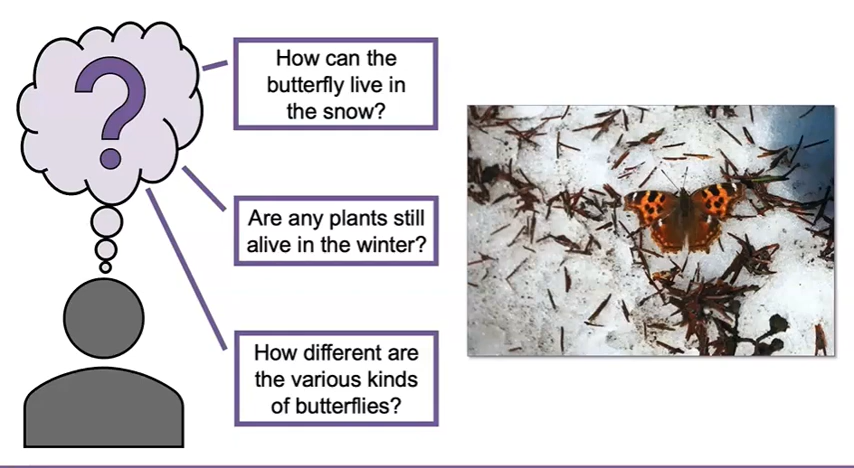 ?
How can the
butterfly live in
the snow?
Are any plants still
alive in the winter?
How different are
the various kinds
of butterflies?